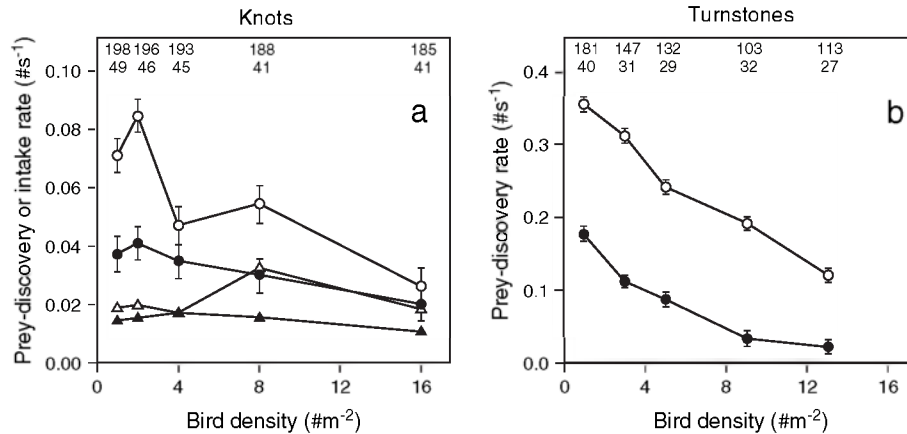 Knots
198 196 193 188 185
49 46 45 41 41
a
0.10
0.08
0.06
0.04
0.02
0.00
Prey-discovery or intake rate (#s-1)
0 4 8 12 16
Bird density (#m-2)
Turnstones
181 147 132 103 113
40 31 29 32 27
b
0.4
0.3
0.2
0.1
0.0
Prey-discovery rate (#s-1)
0 4 8 12 16
Bird density (#m-2)